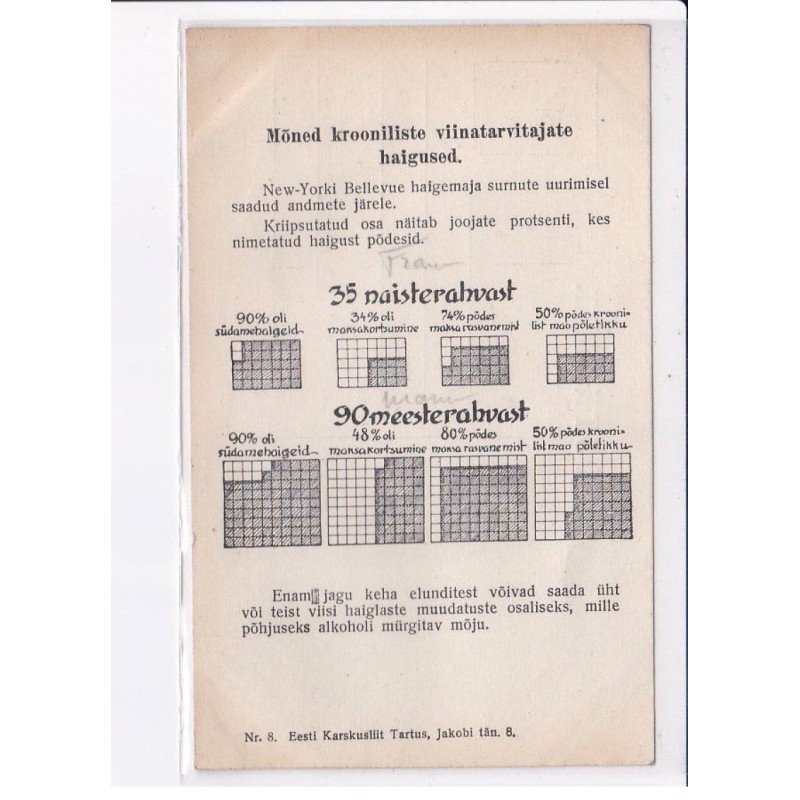 Mõned krooniliste viinatarvitajate
haigused.
New-Yorki Bellevue haigemaja surnute uurimisel
saadud andmete järele.
Kriipsutatud osa näitab joojate protsenti, kes
nimetatud haigust põdesid.
35 naisterahvast
90% oli südamehaigeid
34% oli maksakortsumine
74% põdes maksa rasvanemist
50% põdes krooni-
list mao põletikku
90 meesterahvast
90% oli südamehaigeid
48% oli maksakortsumine
80% põdes maksa rasvanemist
50% põdes krooni-
list mao põletikku
Enam jagu keha elunditest võivad saada üht
või teist viisi haiglaste muudatuste osaliseks, mille
põhjuseks alkoholi mürgitav mõju.
Nr. 8. Eesti Karskusliit Tartus, Jakobi tän. 8.